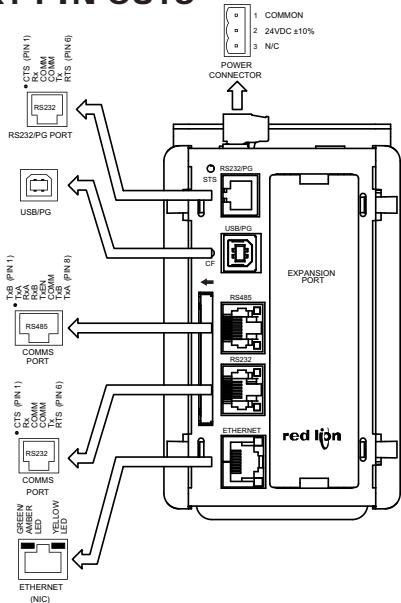 1 COMMON
2 24VDC ±10%
3 N/C
POWER
CONNECTOR
CTS (PIN 1)
Rx
COMM
COMM
Tx
RTS (PIN 6)
RS232
RS232/PG PORT
USB/PG
TxB (PIN 1)
TxA
RxA
RxB
TxEN
COMM
TxB
TxA (PIN 8)
RS485
COMMS
PORT
CTS (PIN 1)
Rx
COMM
COMM
Tx
RTS (PIN 6)
RS232
COMMS
PORT
GREEN/
AMBER
LED
YELLOW
LED
ETHERNET
(NIC)
RS232/PG
STS
USB/PG
CF
RS485
RS232
ETHERNET
EXPANSION
PORT
red lion